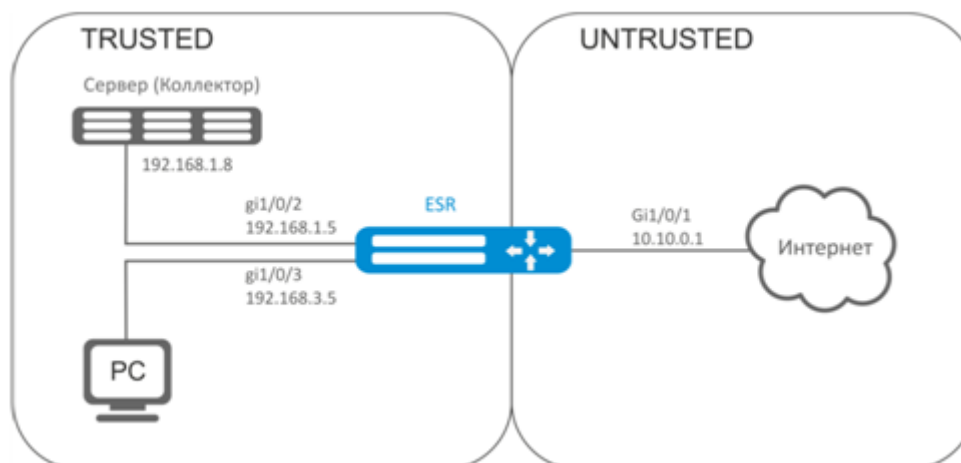 TRUSTED
UNTRUSTED
Сервер (Коллектор)
192.168.1.8
gi1/0/2
192.168.1.5
ESR
Gi1/0/1
10.10.0.1
Интернет
gi1/0/3
192.168.3.5
PC